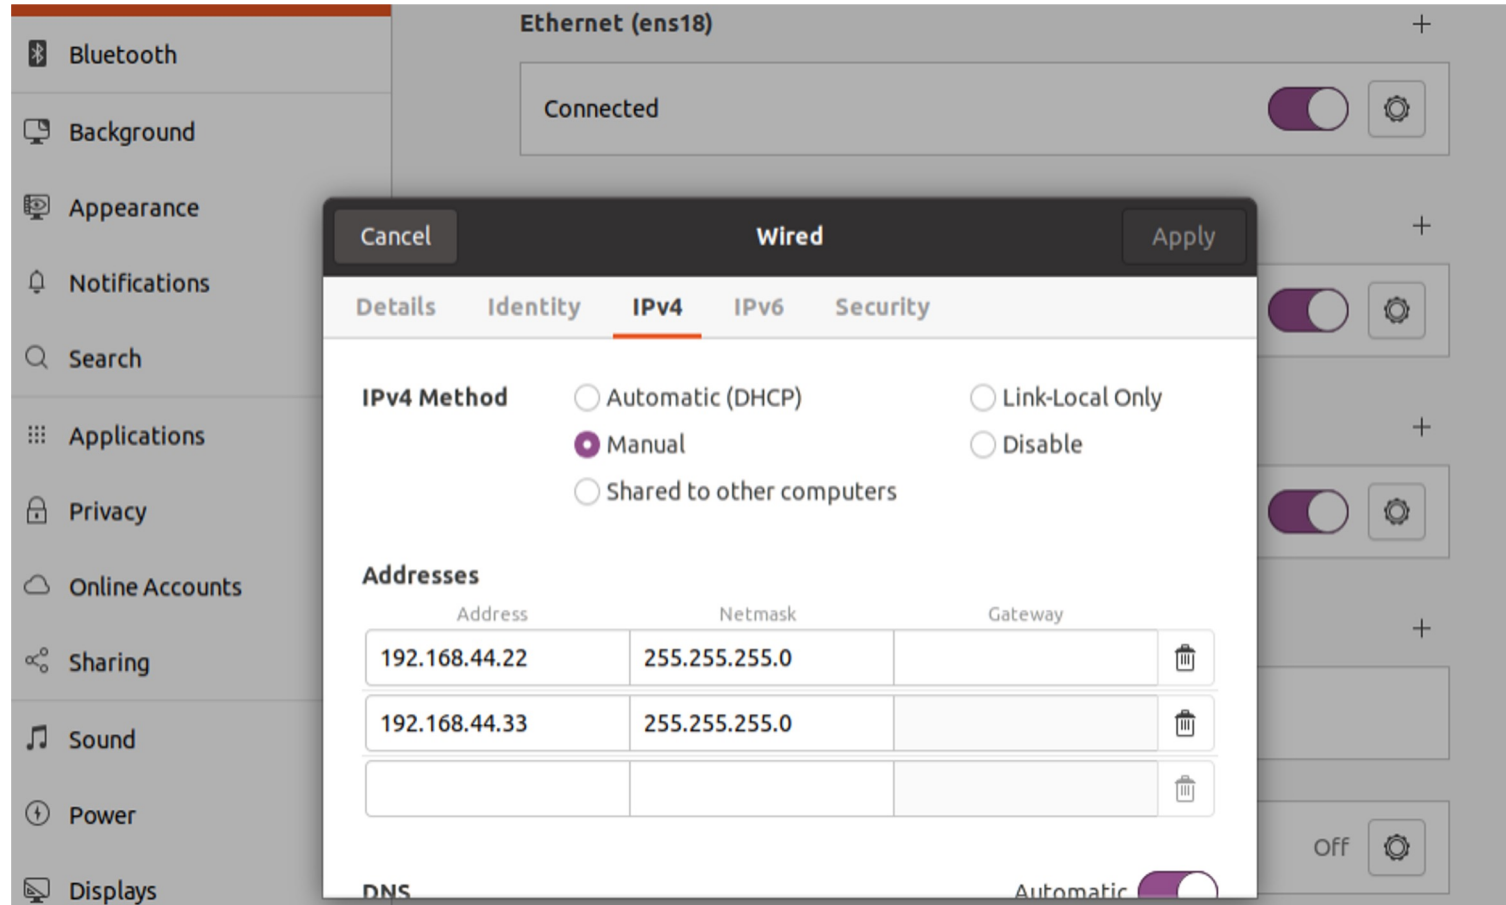 Ethernet (ens18)
Connected
Bluetooth
Background
Appearance
Notifications
Search
Applications
Privacy
Online Accounts
Sharing
Sound
Power
Displays
Cancel
Wired
Apply
Details
Identity
IPv4
IPv6
Security
IPv4 Method
Automatic (DHCP)
Link-Local Only
Manual
Disable
Shared to other computers
Addresses
Address Netmask Gateway
192.168.44.22 255.255.255.0
192.168.44.33 255.255.255.0
DNS
Automatic
Off